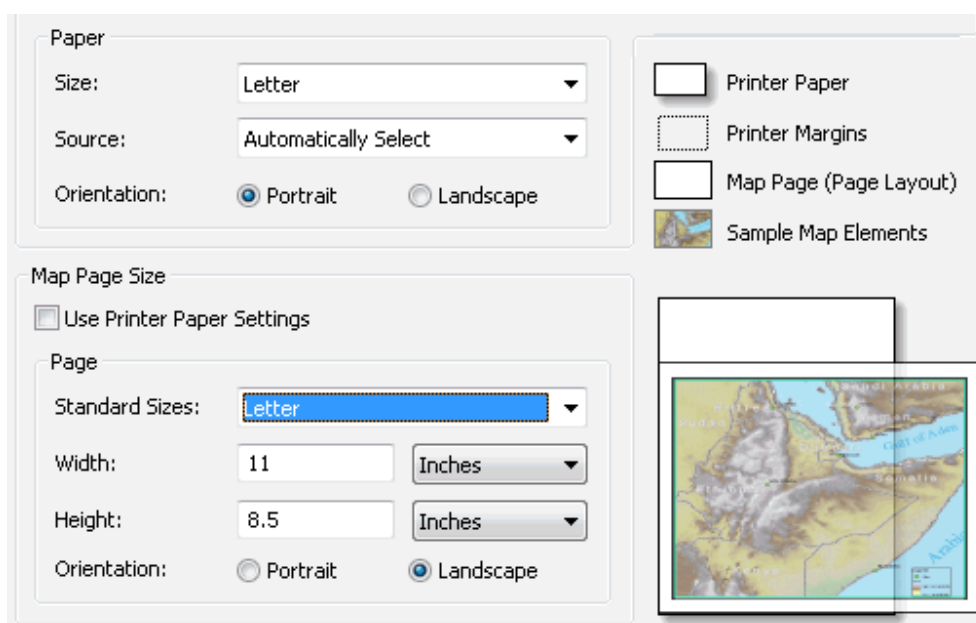 Paper
Size: Letter
Source: Automatically Select
Orientation: Portrait Landscape
Printer Paper
Printer Margins
Map Page (Page Layout)
Sample Map Elements
Map Page Size
Use Printer Paper Settings
Page
Standard Sizes: Letter
Width: 11 Inches
Height: 8.5 Inches
Orientation: Portrait Landscape
Gulf of Aden
Somalia